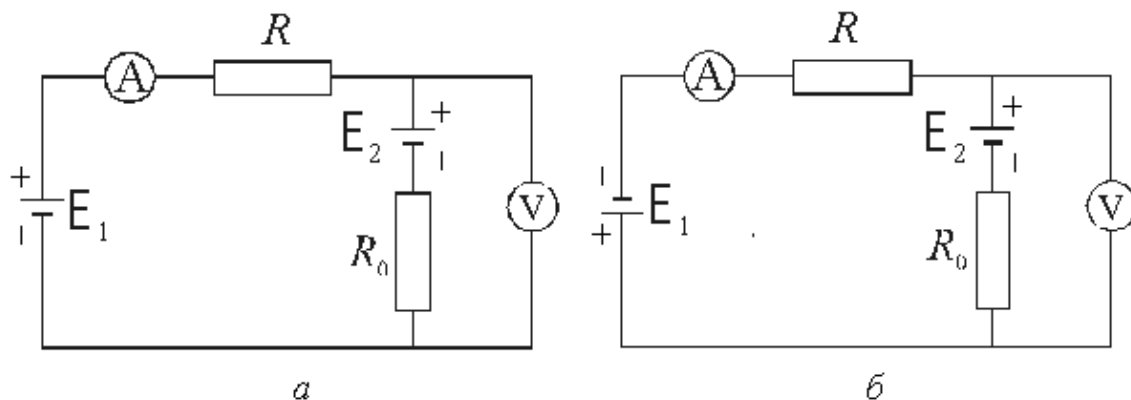 R R
A A
+ +
E₂ E₂
− −
+ −
E₁ E₁
− +
V V
R₀ R₀
а б